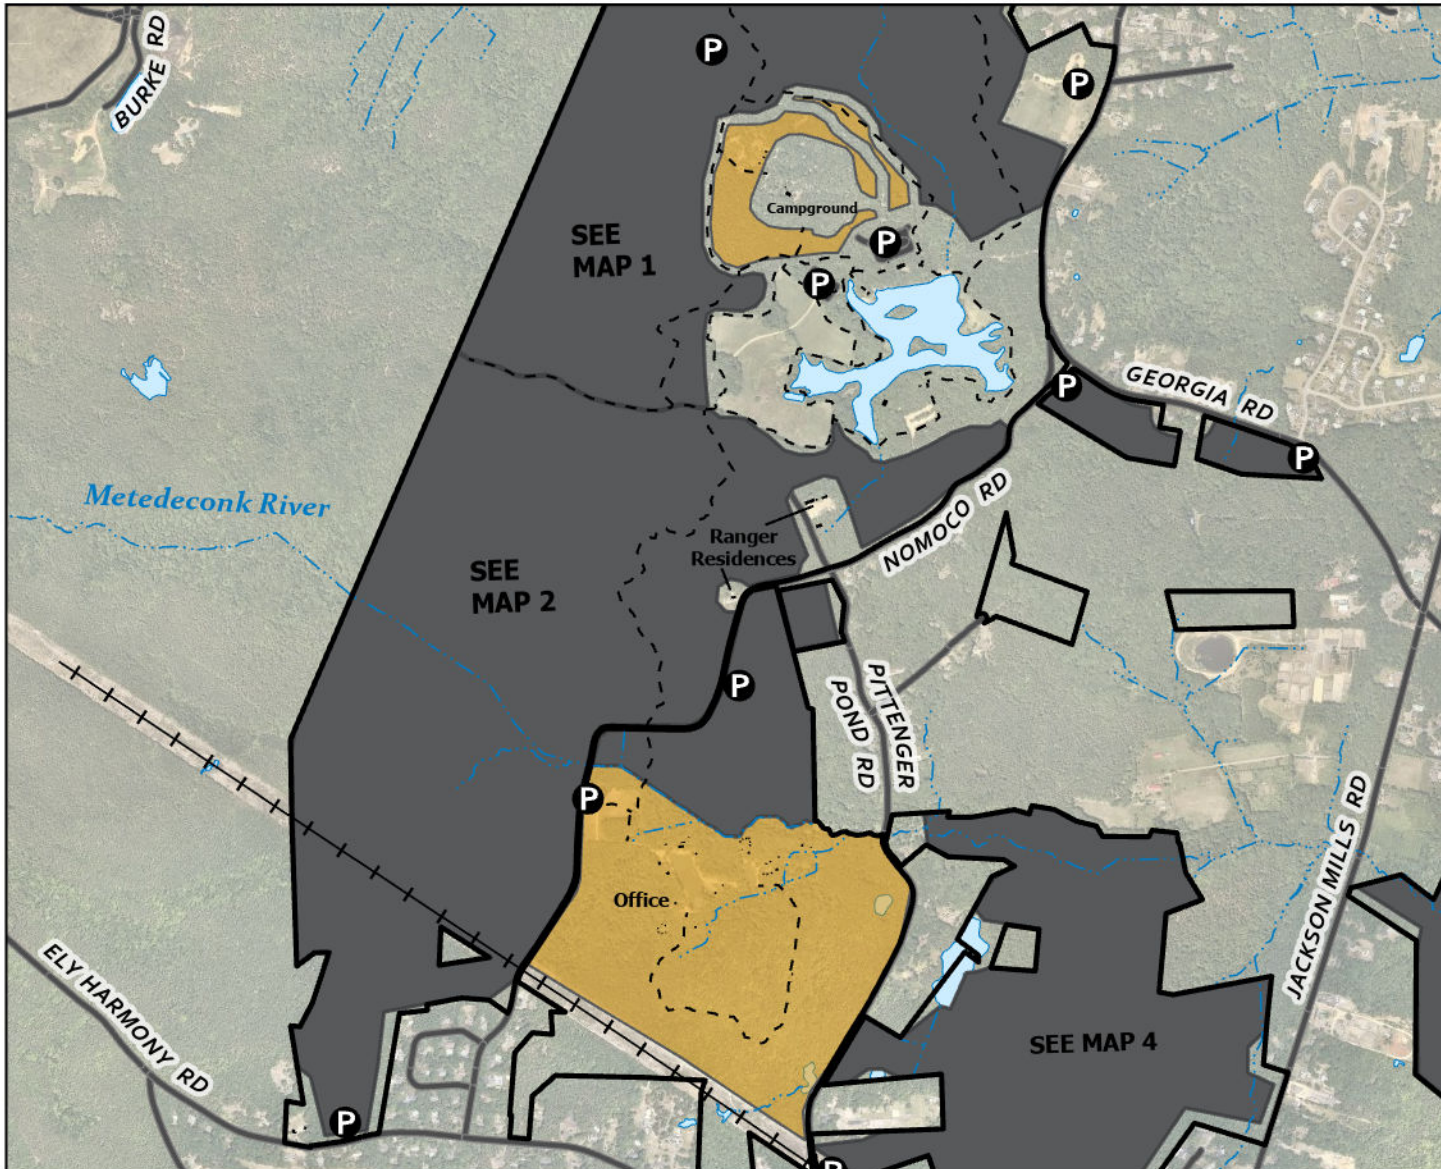 BURKE RD
P
P
Campground
SEE
MAP 1
P
P
P
GEORGIA RD
P
Metedeconk River
NOMOCO RD
Ranger
Residences
SEE
MAP 2
PITTENGER
POND RD
P
P
JACKSON MILLS RD
Office
ELY HARMONY RD
SEE MAP 4
P
P